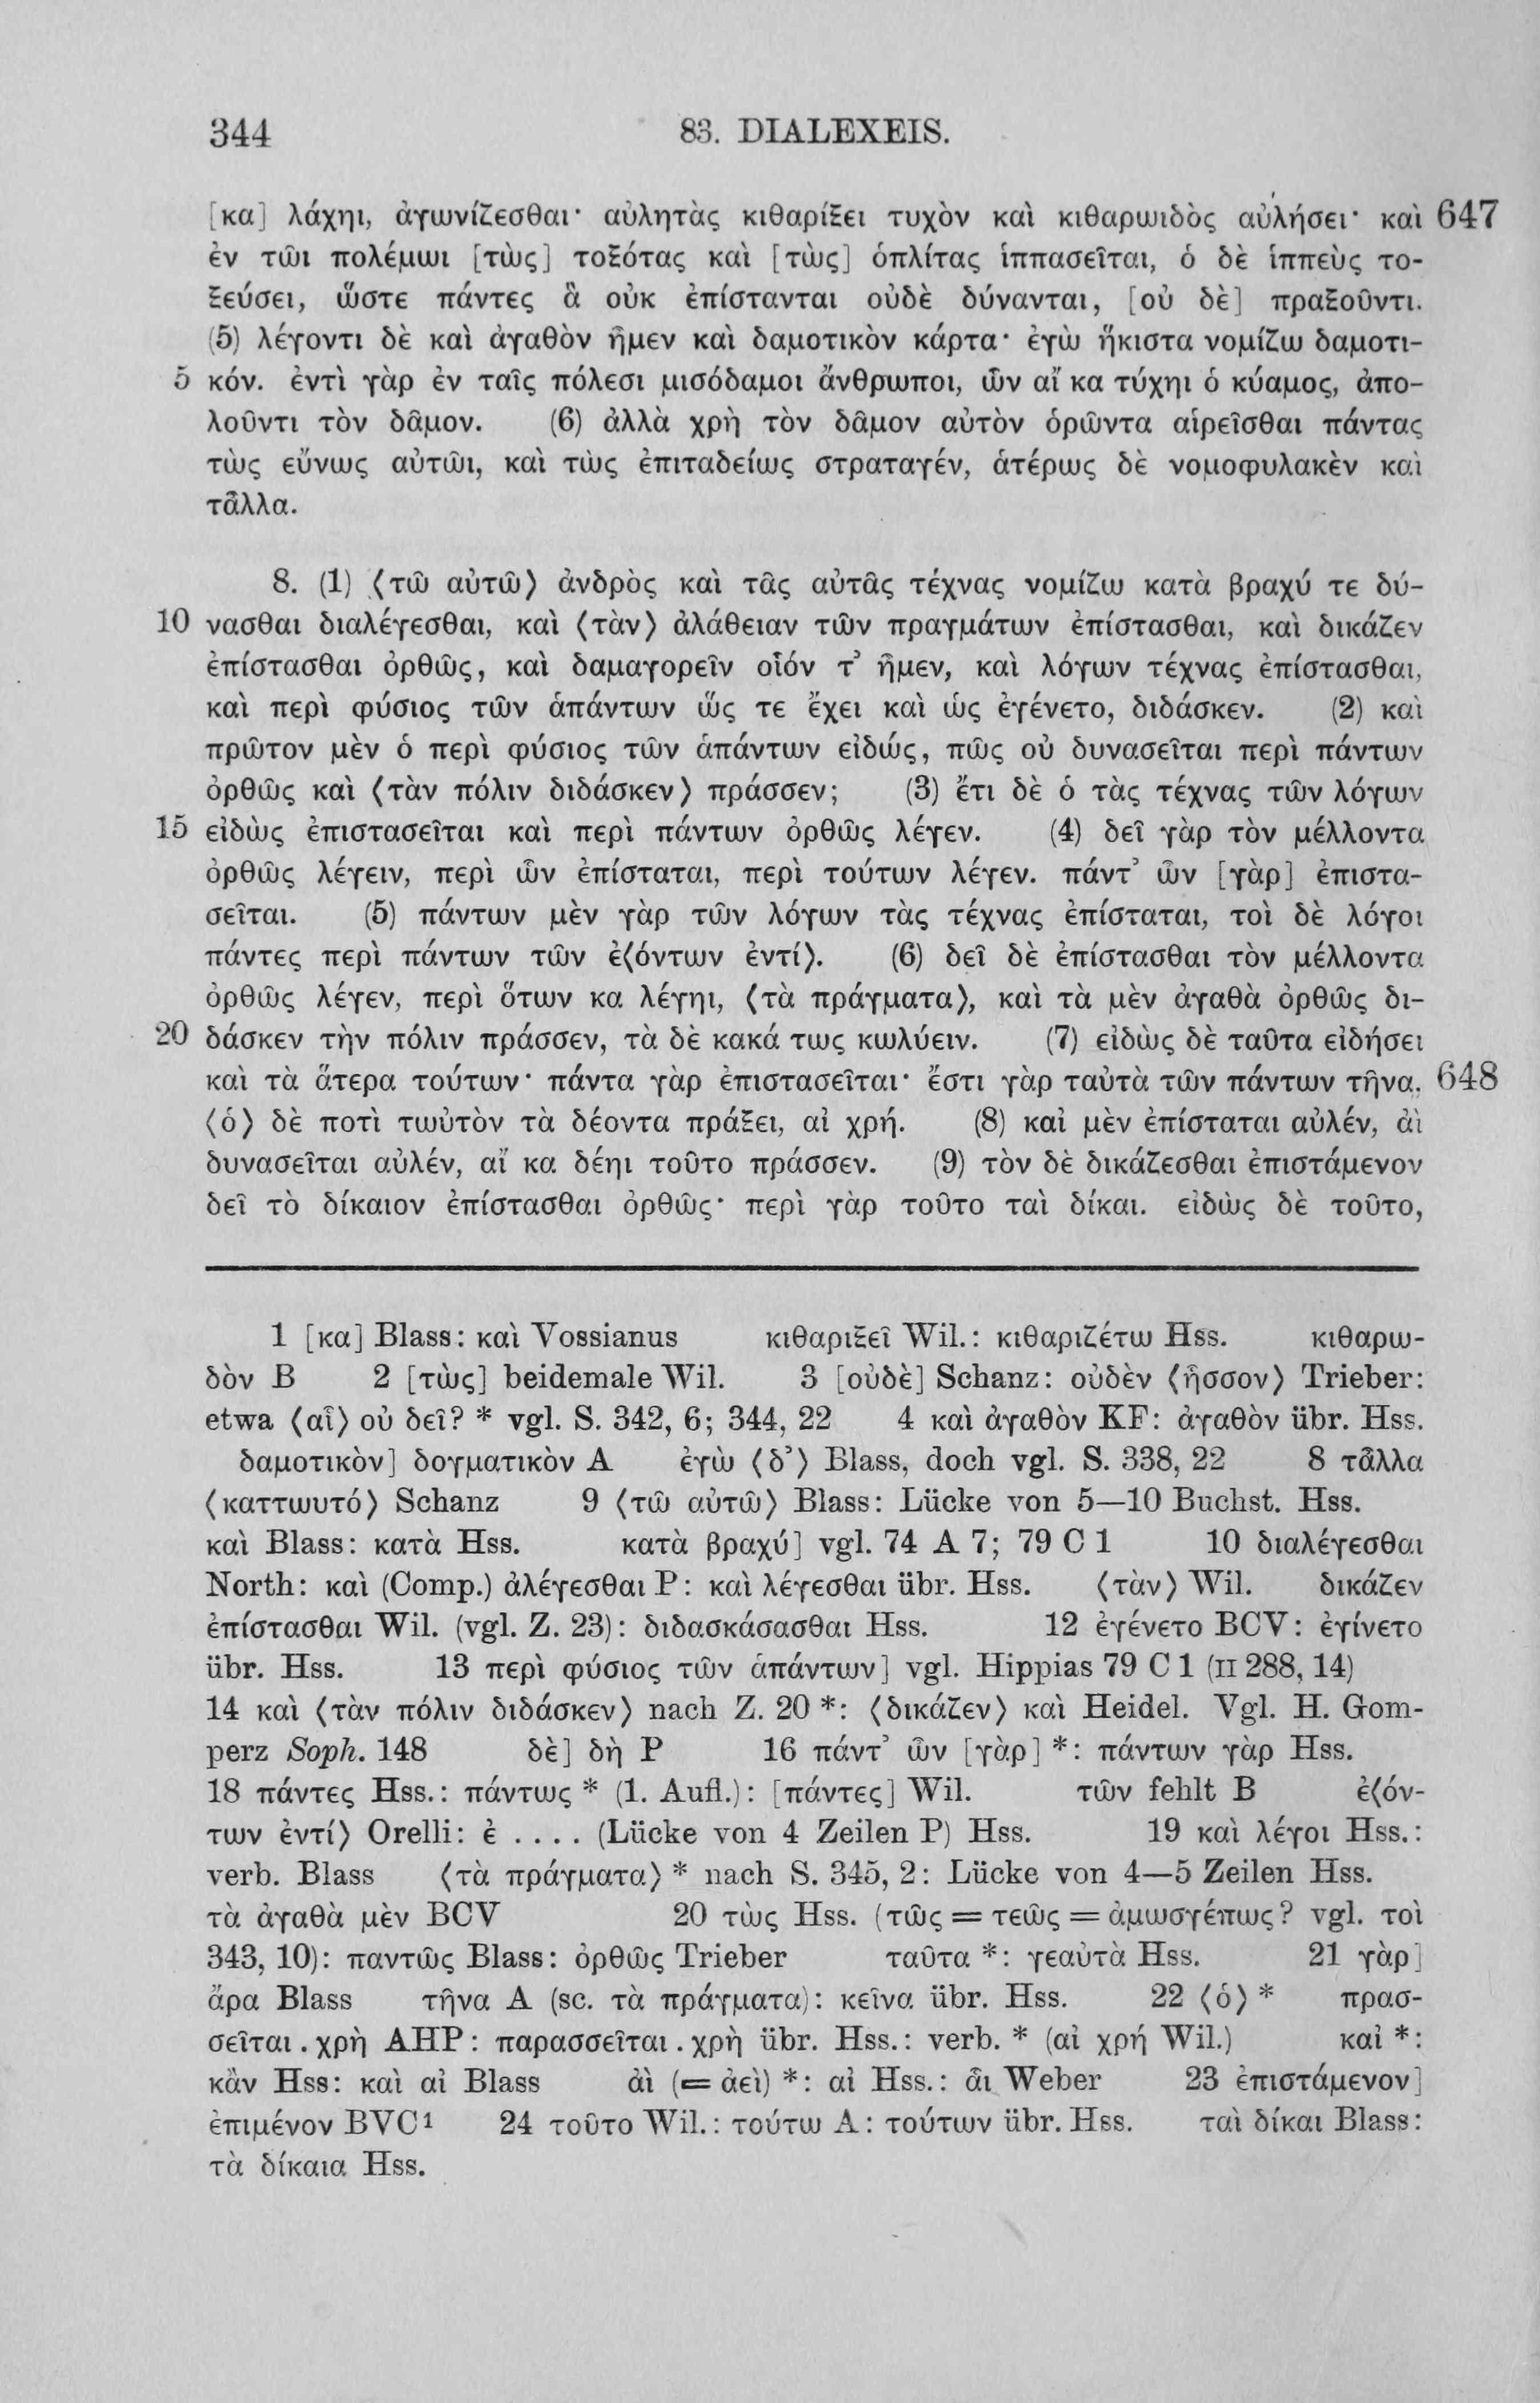 344 83. DIALEXEIS.
[κα] λάχηι, ἀγωνίζεσθαι· αὐλητὰς κιθαρίξει τυχὸν καὶ κιθαρωιδὸς αὐλήσει· καὶ 647
ἐν τῶι πολέμωι [τὼς] τοξότας καὶ [τὼς] ὁπλίτας ἱππασεῖται, ὁ δὲ ἱππεὺς το-
ξεύσει, ὥστε πάντες ἃ οὐκ ἐπίστανται οὐδὲ δύνανται, [οὐ δὲ] πραξοῦντι.
(5) λέγοντι δὲ καὶ ἀγαθὸν ἦμεν καὶ δαμοτικὸν κάρτα· ἐγὼ ἥκιστα νομίζω δαμοτι-
5 κόν. ἐντὶ γὰρ ἐν ταῖς πόλεσι μισόδαμοι ἄνθρωποι, ὧν αἴ κα τύχηι ὁ κύαμος, ἀπο-
λοῦντι τὸν δᾶμον. (6) ἀλλὰ χρὴ τὸν δᾶμον αὐτὸν ὁρῶντα αἱρεῖσθαι πάντας
τὼς εὔνως αὐτῶι, καὶ τὼς ἐπιταδείως στραταγέν, ἁτέρως δὲ νομοφυλακὲν καὶ
τἆλλα.
8. (1) ⟨τῶ αὐτῶ⟩ ἀνδρὸς καὶ τᾶς αὐτᾶς τέχνας νομίζω κατὰ βραχύ τε δύ-
10 νασθαι διαλέγεσθαι, καὶ ⟨τὰν⟩ ἀλάθειαν τῶν πραγμάτων ἐπίστασθαι, καὶ δικάζεν
ἐπίστασθαι ὀρθῶς, καὶ δαμαγορεῖν οἷόν τ᾽ ἦμεν, καὶ λόγων τέχνας ἐπίστασθαι,
καὶ περὶ φύσιος τῶν ἁπάντων ὥς τε ἔχει καὶ ὡς ἐγένετο, διδάσκεν. (2) καὶ
πρῶτον μὲν ὁ περὶ φύσιος τῶν ἁπάντων εἰδώς, πῶς οὐ δυνασεῖται περὶ πάντων
ὀρθῶς καὶ ⟨τὰν πόλιν διδάσκεν⟩ πράσσεν; (3) ἔτι δὲ ὁ τὰς τέχνας τῶν λόγων
15 εἰδὼς ἐπιστασεῖται καὶ περὶ πάντων ὀρθῶς λέγεν. (4) δεῖ γὰρ τὸν μέλλοντα
ὀρθῶς λέγειν, περὶ ὧν ἐπίσταται, περὶ τούτων λέγεν. πάντ᾽ ὦν [γὰρ] ἐπιστα-
σεῖται. (5) πάντων μὲν γὰρ τῶν λόγων τὰς τέχνας ἐπίσταται, τοὶ δὲ λόγοι
πάντες περὶ πάντων τῶν ἐ⟨όντων ἐντί⟩. (6) δεῖ δὲ ἐπίστασθαι τὸν μέλλοντα
ὀρθῶς λέγεν, περὶ ὅτων κα λέγηι, ⟨τὰ πράγματα⟩, καὶ τὰ μὲν ἀγαθὰ ὀρθῶς δι-
20 δάσκεν τὴν πόλιν πράσσεν, τὰ δὲ κακά τως κωλύειν. (7) εἰδὼς δὲ ταῦτα εἰδήσει
καὶ τὰ ἅτερα τούτων· πάντα γὰρ ἐπιστασεῖται· ἔστι γὰρ ταὐτὰ τῶν πάντων τῆνα. 648
⟨ὁ⟩ δὲ ποτὶ τωὐτὸν τὰ δέοντα πράξει, αἰ χρή. (8) καἰ μὲν ἐπίσταται αὐλέν, ἀὶ
δυνασεῖται αὐλέν, αἴ κα δέηι τοῦτο πράσσεν. (9) τὸν δὲ δικάζεσθαι ἐπιστάμενον
δεῖ τὸ δίκαιον ἐπίστασθαι ὀρθῶς· περὶ γὰρ τοῦτο ταὶ δίκαι. εἰδὼς δὲ τοῦτο,
1 [κα] Blass: καὶ Vossianus κιθαριξεῖ Wil.: κιθαριζέτω Hss. κιθαρω-
δὸν B 2 [τὼς] beidemale Wil. 3 [οὐδὲ] Schanz: οὐδὲν ⟨ἧσσον⟩ Trieber:
etwa ⟨αἷ⟩ οὐ δεῖ? * vgl. S. 342, 6; 344, 22 4 καὶ ἀγαθὸν KF: ἀγαθὸν übr. Hss.
δαμοτικὸν] δογματικὸν A ἐγὼ ⟨δ᾽⟩ Blass, doch vgl. S. 338, 22 8 τἆλλα
⟨καττωυτό⟩ Schanz 9 ⟨τῶ αὐτῶ⟩ Blass: Lücke von 5—10 Buchst. Hss.
καὶ Blass: κατὰ Hss. κατὰ βραχύ] vgl. 74 A 7; 79 C 1 10 διαλέγεσθαι
North: καὶ (Comp.) ἀλέγεσθαι P: καὶ λέγεσθαι übr. Hss. ⟨τὰν⟩ Wil. δικάζεν
ἐπίστασθαι Wil. (vgl. Z. 23): διδασκάσασθαι Hss. 12 ἐγένετο BCV: ἐγίνετο
übr. Hss. 13 περὶ φύσιος τῶν ἁπάντων] vgl. Hippias 79 C 1 (II 288, 14)
14 καὶ ⟨τὰν πόλιν διδάσκεν⟩ nach Z. 20 *: ⟨δικάζεν⟩ καὶ Heidel. Vgl. H. Gom-
perz Soph. 148 δὲ] δὴ P 16 πάντ᾽ ὦν [γὰρ] *: πάντων γὰρ Hss.
18 πάντες Hss.: πάντως * (1. Aufl.): [πάντες] Wil. τῶν fehlt B ἐ⟨όν-
των ἐντί⟩ Orelli: ἐ .... (Lücke von 4 Zeilen P) Hss. 19 καὶ λέγοι Hss.:
verb. Blass ⟨τὰ πράγματα⟩ * nach S. 345, 2: Lücke von 4—5 Zeilen Hss.
τὰ ἀγαθὰ μὲν BCV 20 τὼς Hss. (τῶς = τεῶς = ἀμωσγέπως? vgl. τοὶ
343, 10): παντῶς Blass: ὀρθῶς Trieber ταῦτα *: γεαὐτὰ Hss. 21 γὰρ]
ἄρα Blass τῆνα A (sc. τὰ πράγματα): κεῖνα übr. Hss. 22 ⟨ὁ⟩ * πρασ-
σεῖται. χρὴ AHP: παρασσεῖται. χρὴ übr. Hss.: verb. * (αἰ χρή Wil.) καἰ *:
κἂν Hss: καὶ αἰ Blass ἀὶ (= ἀεὶ) *: αἰ Hss.: ἇι Weber 23 ἐπιστάμενον]
ἐπιμένον BVC¹ 24 τοῦτο Wil.: τούτω A: τούτων übr. Hss. ταὶ δίκαι Blass:
τὰ δίκαια Hss.